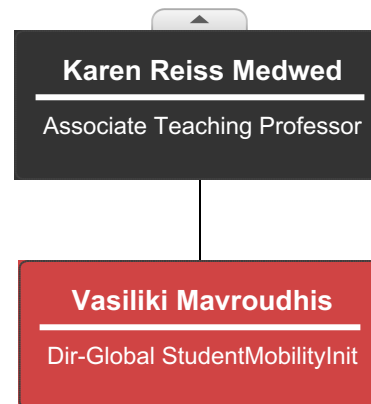 Karen Reiss Medwed
Associate Teaching Professor
Vasiliki Mavroudhis
Dir-Global StudentMobilityInit